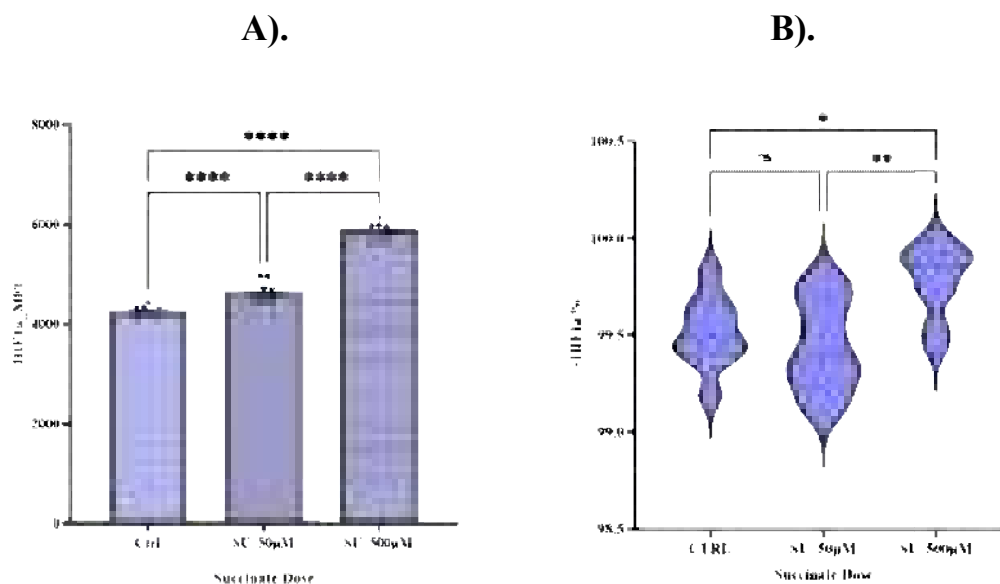 A).
8000
6000
4000
2000
0
****
****
****
Ctrl
SU 50µM
SU 500µM
Succinate Dose
B).
100.5
100.0
99.5
99.0
98.5
*
**
CTRL
SU 50µM
SU 500µM
Succinate Dose